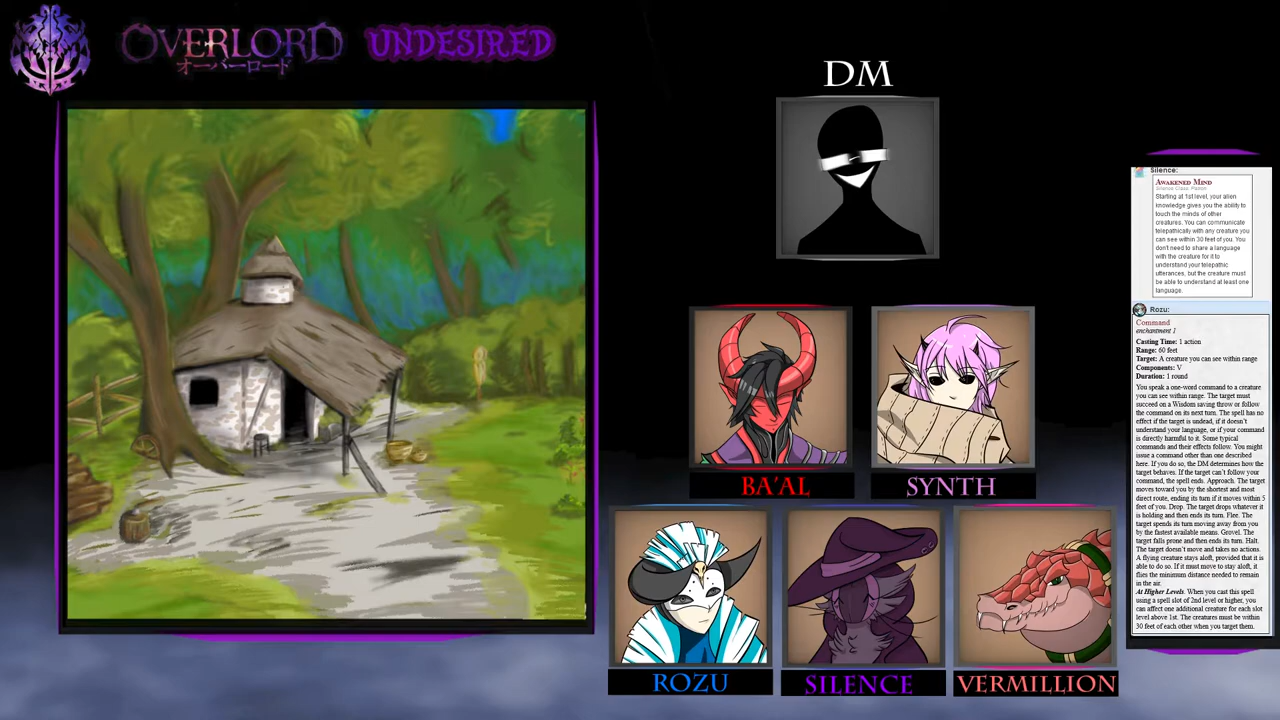 OVERLORD
オーバーロード
UNDESIRED
DM
BA'AL
SYNTH
ROZU
SILENCE
VERMILLION
Silence:
Awakened Mind
Starting at 1st level, your alien
knowledge gives you the ability to
touch the minds of other
creatures. You can communicate
telepathically with any creature you
can see within 30 feet of you. You
don't need to share a language
with the creature for it to
understand your telepathic
utterances, but the creature must
be able to understand at least one
language.
Rozu:
Command
enchantment 1
Casting Time: 1 action
Range: 60 feet
Target: A creature you can see within range
Components: V
Duration: 1 round
You speak a one-word command to a creature
you can see within range. The target must
succeed on a Wisdom saving throw or follow
the command on its next turn. The spell has no
effect if the target is undead, if it doesn't
understand your language, or if your command
is directly harmful to it. Some typical
commands and their effects follow. You might
issue a command other than one described
here. If you do so, the DM determines how the
target behaves. If the target can't follow your
command, the spell ends. Approach. The target
moves toward you by the shortest and most
direct route, ending its turn if it moves within 5
feet of you. Drop. The target drops whatever it
is holding and then ends its turn. Flee. The
target spends its turn moving away from you
by the fastest available means. Grovel. The
target falls prone and then ends its turn. Halt.
The target doesn't move and takes no actions.
A flying creature stays aloft, provided that it is
able to do so. If it must move to stay aloft, it
flies the minimum distance needed to remain
in the air.
At Higher Levels. When you cast this spell
using a spell slot of 2nd level or higher, you
can affect one additional creature for each slot
level above 1st. The creatures must be within
30 feet of each other when you target them.